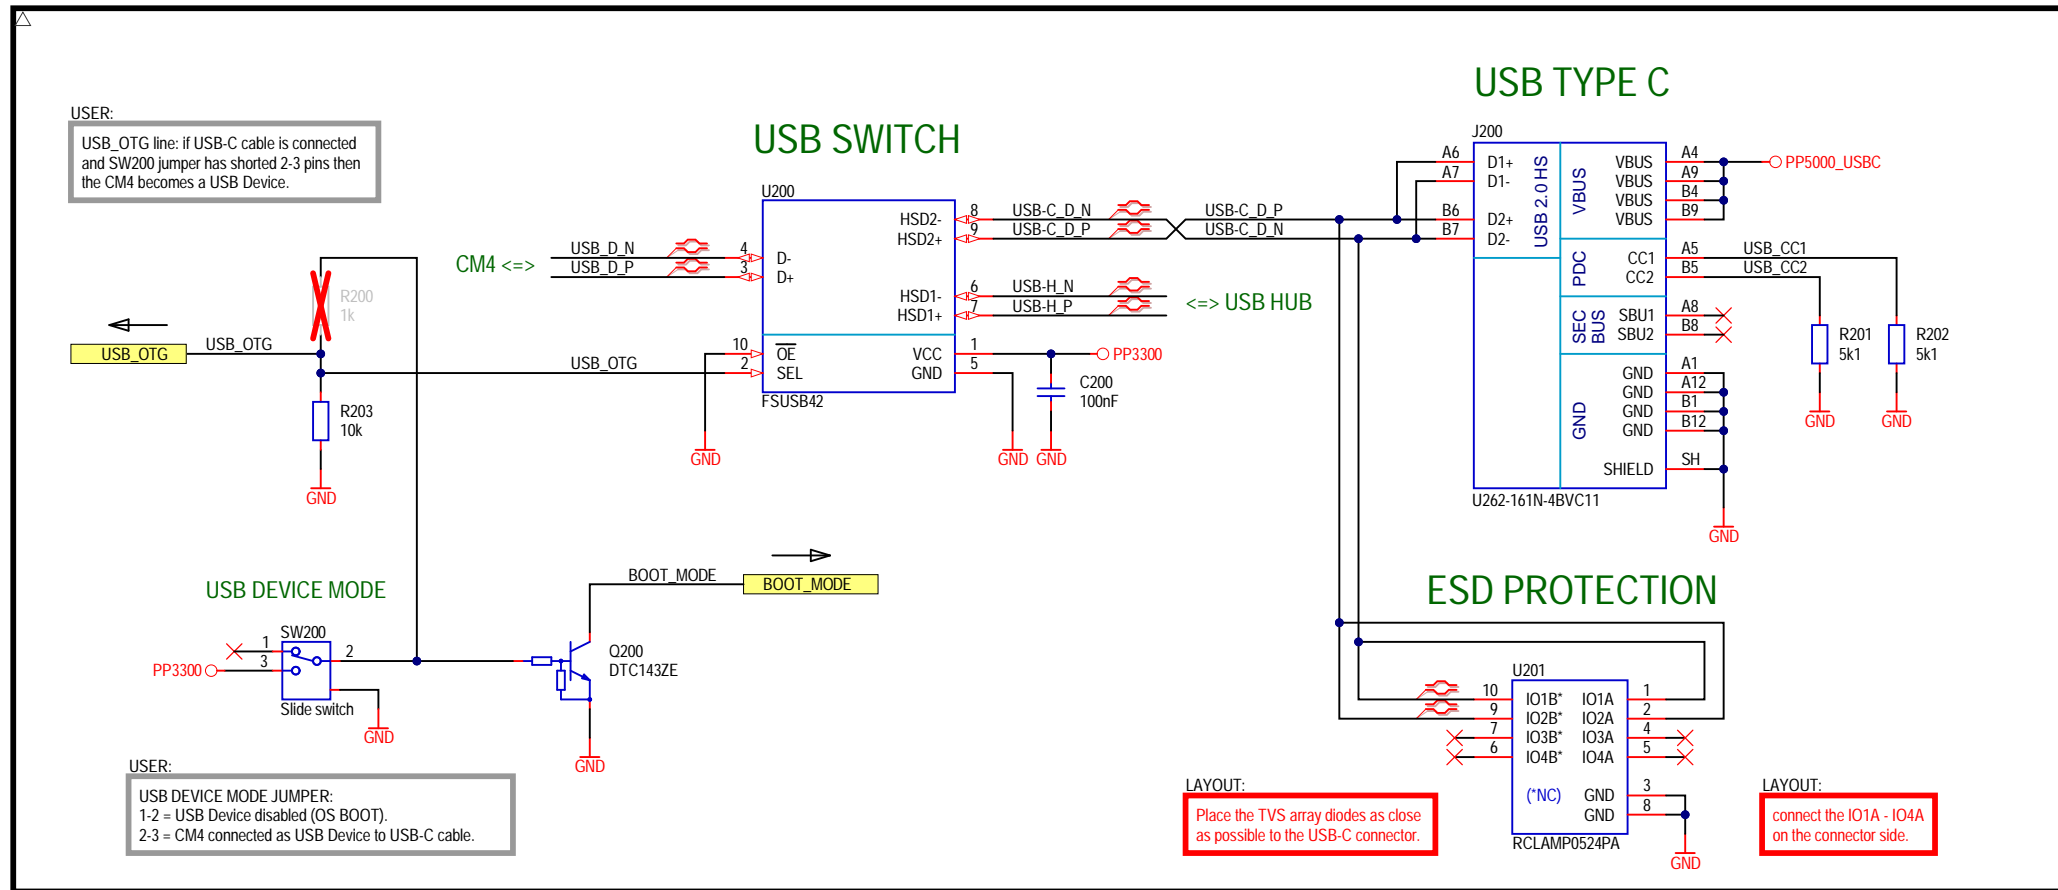 USB TYPE C
USER:
USB_OTG line: if USB-C cable is connected
and SW200 jumper has shorted 2-3 pins then
the CM4 becomes a USB Device.
USB SWITCH
J200
A6 D1+
A7 D1-
B6 D2+
B7 D2-
USB 2.0 HS
VBUS
VBUS A4
VBUS A9
VBUS B4
VBUS B9
PP5000_USBC
PDC
CC1 A5 USB_CC1
CC2 B5 USB_CC2
SEC
BUS
SBU1 A8
SBU2 B8
GND
GND A1
GND A12
GND B1
GND B12
SHIELD SH
U262-161N-4BVC11
GND
R201
5k1
GND
R202
5k1
GND
U200
CM4 <=>
USB_D_N 4 D-
USB_D_P 3 D+
HSD2- 8 USB-C_D_N USB-C_D_P
HSD2+ 9 USB-C_D_P USB-C_D_N
HSD1- 6 USB-H_N
HSD1+ 7 USB-H_P
<=> USB HUB
10 OE
USB_OTG 2 SEL
VCC 1 PP3300
GND 5
FSUSB42
C200
100nF
GND
GND GND
R200
1k
USB_OTG USB_OTG
R203
10k
GND
BOOT_MODE BOOT_MODE
USB DEVICE MODE
SW200
1
PP3300 3
2
Slide switch
GND
Q200
DTC143ZE
GND
USER:
USB DEVICE MODE JUMPER:
1-2 = USB Device disabled (OS BOOT).
2-3 = CM4 connected as USB Device to USB-C cable.
ESD PROTECTION
U201
10 IO1B* IO1A 1
9 IO2B* IO2A 2
7 IO3B* IO3A 4
6 IO4B* IO4A 5
(*NC) GND 3
GND 8
RCLAMP0524PA
GND
LAYOUT:
Place the TVS array diodes as close
as possible to the USB-C connector.
LAYOUT:
connect the IO1A - IO4A
on the connector side.